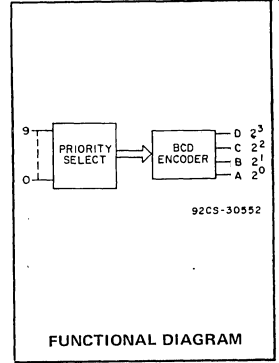 9
PRIORITY
SELECT
0
BCD
ENCODER
D 2³
C 2²
B 2¹
A 2⁰
92CS-30552
FUNCTIONAL DIAGRAM